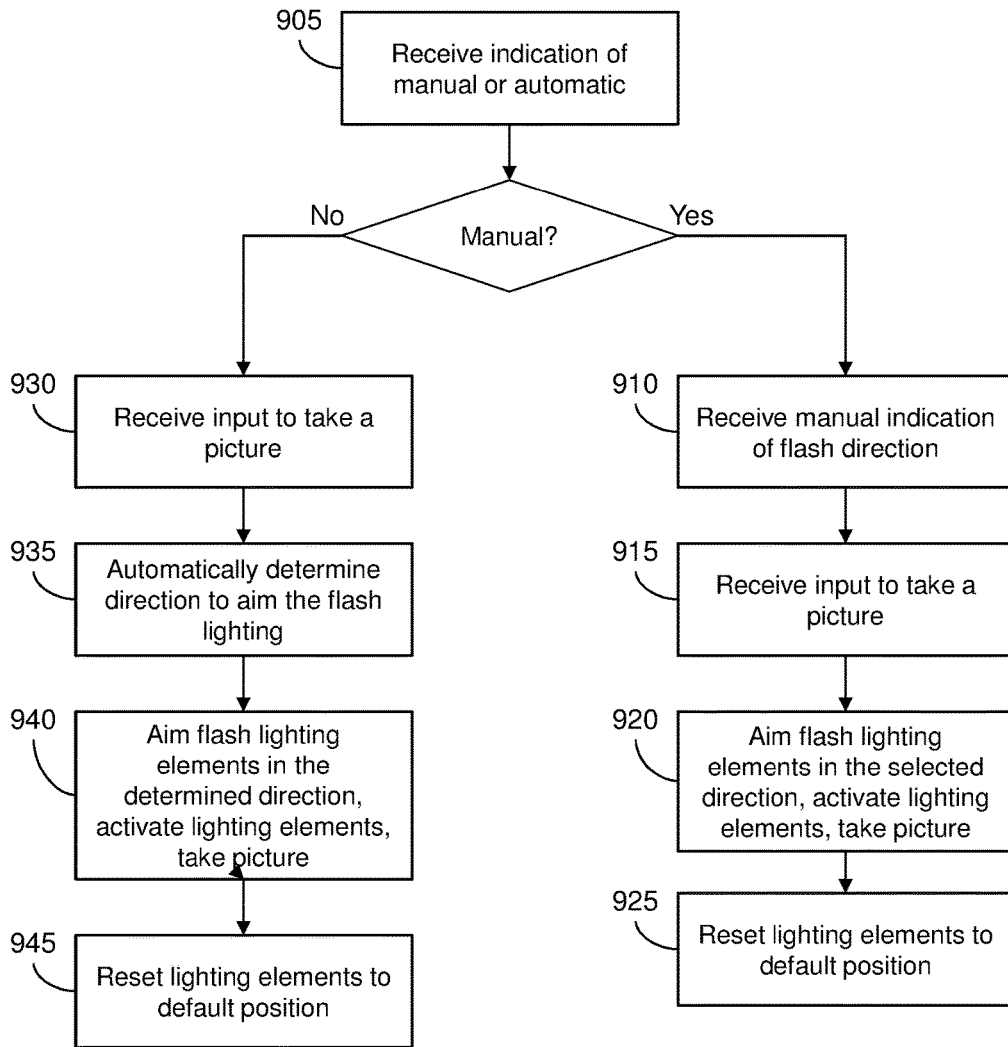 905
Receive indication of
manual or automatic
No
Yes
Manual?
930
Receive input to take a
picture
910
Receive manual indication
of flash direction
935
Automatically determine
direction to aim the flash
lighting
915
Receive input to take a
picture
940
Aim flash lighting
elements in the
determined direction,
activate lighting elements,
take picture
920
Aim flash lighting
elements in the selected
direction, activate lighting
elements, take picture
945
Reset lighting elements to
default position
925
Reset lighting elements to
default position